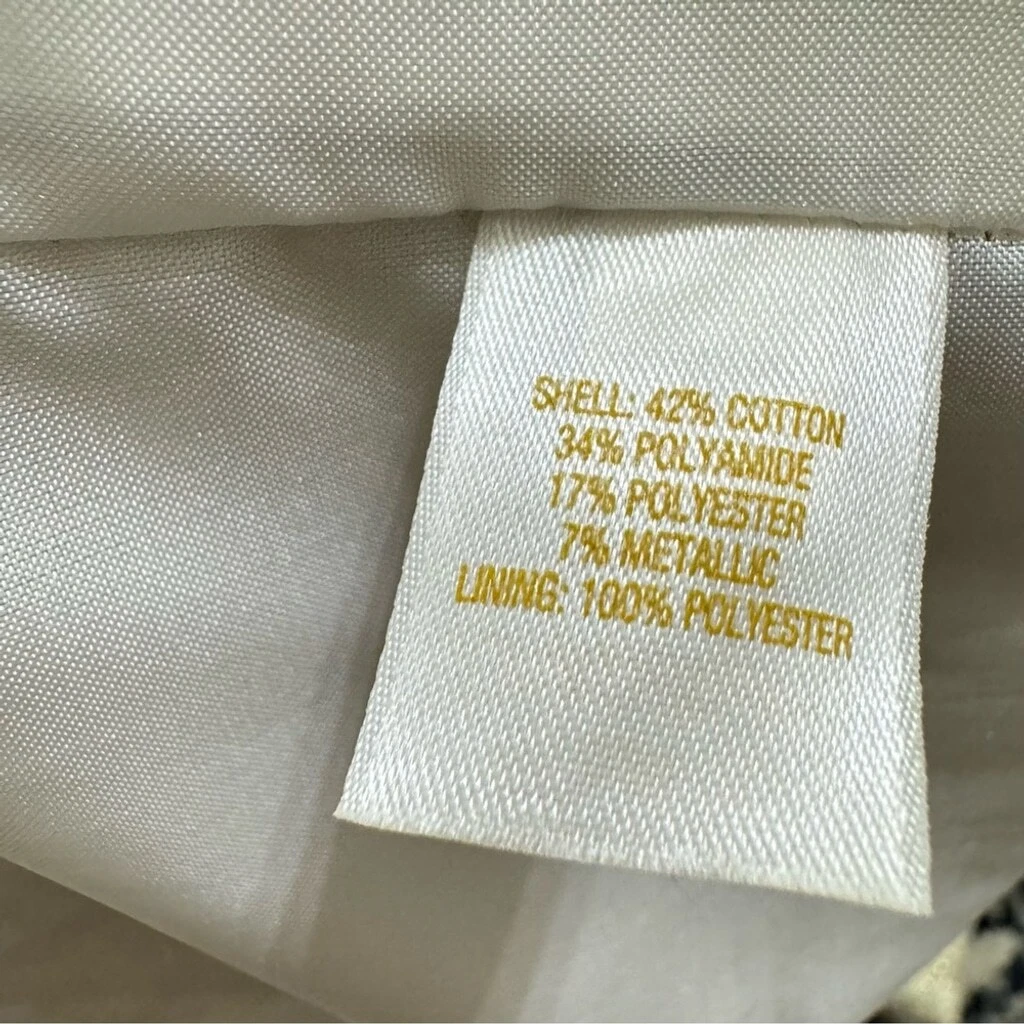 SHELL: 42% COTTON
34% POLYAMIDE
17% POLYESTER
7% METALLIC
LINING: 100% POLYESTER